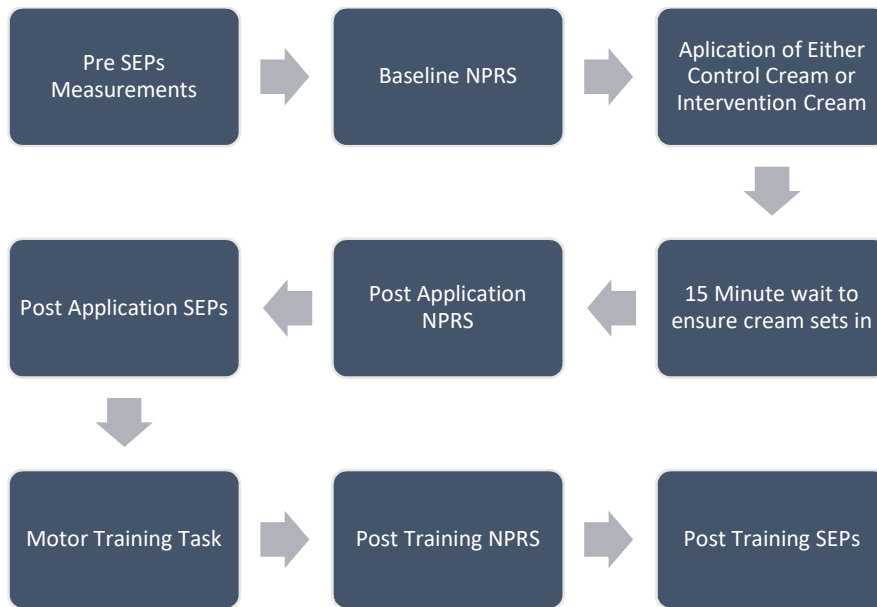 Pre SEPs
Measurements
Baseline NPRS
Aplication of Either
Control Cream or
Intervention Cream
15 Minute wait to
ensure cream sets in
Post Application
NPRS
Post Application SEPs
Motor Training Task
Post Training NPRS
Post Training SEPs